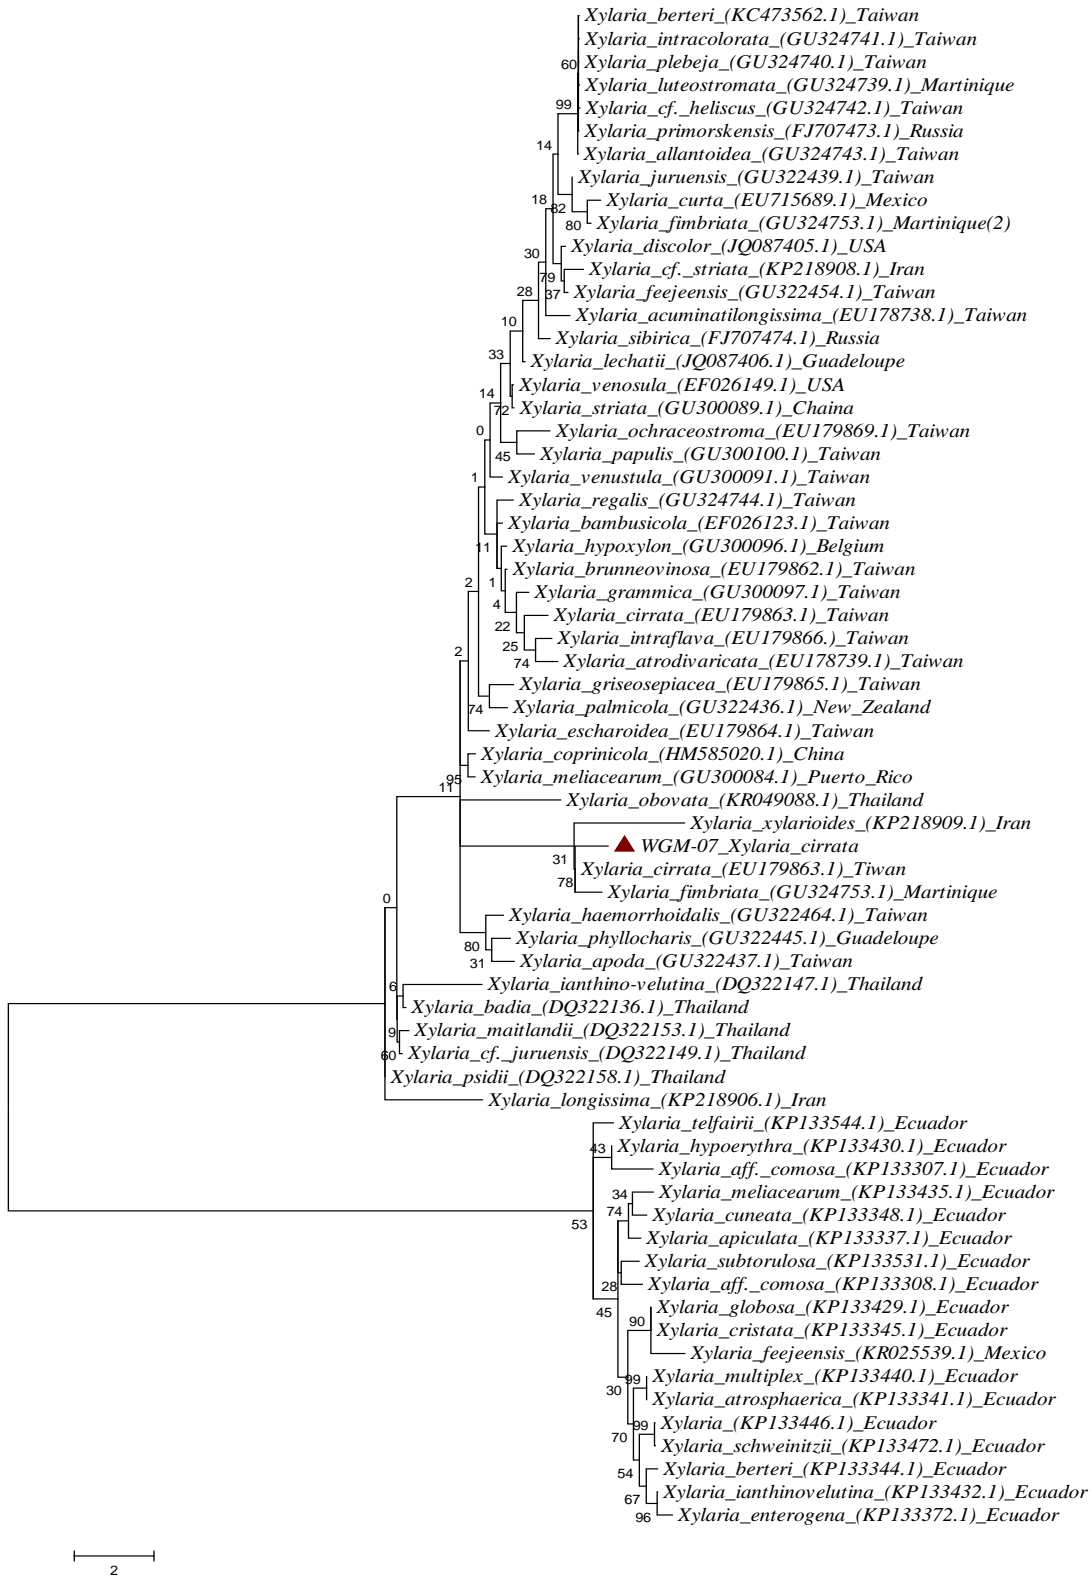 Xylaria_berteri_(KC473562.1)_Taiwan
Xylaria_intracolorata_(GU324741.1)_Taiwan
Xylaria_plebeja_(GU324740.1)_Taiwan
60
Xylaria_luteostromata_(GU324739.1)_Martinique
99
Xylaria_cf._heliscus_(GU324742.1)_Taiwan
Xylaria_primorskensis_(FJ707473.1)_Russia
14
Xylaria_allantoidea_(GU324743.1)_Taiwan
Xylaria_juruensis_(GU322439.1)_Taiwan
18
Xylaria_curta_(EU715689.1)_Mexico
82
80
Xylaria_fimbriata_(GU324753.1)_Martinique(2)
Xylaria_discolor_(JQ087405.1)_USA
30
Xylaria_cf._striata_(KP218908.1)_Iran
79
28
37
Xylaria_feejeensis_(GU322454.1)_Taiwan
Xylaria_acuminatilongissima_(EU178738.1)_Taiwan
10
Xylaria_sibirica_(FJ707474.1)_Russia
33
Xylaria_lechatii_(JQ087406.1)_Guadeloupe
Xylaria_venosula_(EF026149.1)_USA
14
72
Xylaria_striata_(GU300089.1)_Chaina
0
Xylaria_ochraceostroma_(EU179869.1)_Taiwan
45
Xylaria_papulis_(GU300100.1)_Taiwan
1
Xylaria_venustula_(GU300091.1)_Taiwan
Xylaria_regalis_(GU324744.1)_Taiwan
Xylaria_bambusicola_(EF026123.1)_Taiwan
11
Xylaria_hypoxylon_(GU300096.1)_Belgium
Xylaria_brunneovinosa_(EU179862.1)_Taiwan
2
1
Xylaria_grammica_(GU300097.1)_Taiwan
4
Xylaria_cirrata_(EU179863.1)_Taiwan
22
Xylaria_intraflava_(EU179866.)_Taiwan
2
25
74
Xylaria_atrodivaricata_(EU178739.1)_Taiwan
Xylaria_griseosepiacea_(EU179865.1)_Taiwan
74
Xylaria_palmicola_(GU322436.1)_New_Zealand
Xylaria_escharoidea_(EU179864.1)_Taiwan
Xylaria_coprinicola_(HM585020.1)_China
95
11
Xylaria_meliacearum_(GU300084.1)_Puerto_Rico
Xylaria_obovata_(KR049088.1)_Thailand
Xylaria_xylarioides_(KP218909.1)_Iran
WGM-07_Xylaria_cirrata
31
Xylaria_cirrata_(EU179863.1)_Tiwan
78
Xylaria_fimbriata_(GU324753.1)_Martinique
0
Xylaria_haemorrhoidalis_(GU322464.1)_Taiwan
80
Xylaria_phyllocharis_(GU322445.1)_Guadeloupe
31
Xylaria_apoda_(GU322437.1)_Taiwan
6
Xylaria_ianthino-velutina_(DQ322147.1)_Thailand
Xylaria_badia_(DQ322136.1)_Thailand
9
Xylaria_maitlandii_(DQ322153.1)_Thailand
60
Xylaria_cf._juruensis_(DQ322149.1)_Thailand
Xylaria_psidii_(DQ322158.1)_Thailand
Xylaria_longissima_(KP218906.1)_Iran
Xylaria_telfairii_(KP133544.1)_Ecuador
43
Xylaria_hypoerythra_(KP133430.1)_Ecuador
Xylaria_aff._comosa_(KP133307.1)_Ecuador
34
Xylaria_meliacearum_(KP133435.1)_Ecuador
74
Xylaria_cuneata_(KP133348.1)_Ecuador
53
Xylaria_apiculata_(KP133337.1)_Ecuador
Xylaria_subtorulosa_(KP133531.1)_Ecuador
28
Xylaria_aff._comosa_(KP133308.1)_Ecuador
45
Xylaria_globosa_(KP133429.1)_Ecuador
90
Xylaria_cristata_(KP133345.1)_Ecuador
Xylaria_feejeensis_(KR025539.1)_Mexico
99
Xylaria_multiplex_(KP133440.1)_Ecuador
30
Xylaria_atrosphaerica_(KP133341.1)_Ecuador
99
Xylaria_(KP133446.1)_Ecuador
70
Xylaria_schweinitzii_(KP133472.1)_Ecuador
54
Xylaria_berteri_(KP133344.1)_Ecuador
67
Xylaria_ianthinovelutina_(KP133432.1)_Ecuador
96
Xylaria_enterogena_(KP133372.1)_Ecuador
2